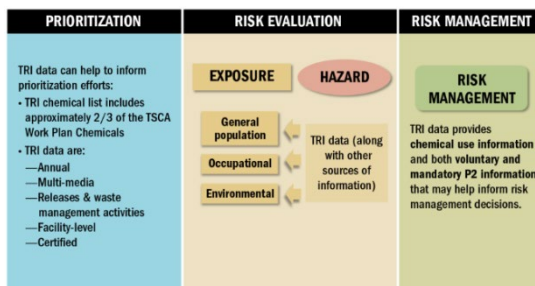 PRIORITIZATION
TRI data can help to inform
prioritization efforts:
• TRI chemical list includes
approximately 2/3 of the TSCA
Work Plan Chemicals
• TRI data are:
—Annual
—Multi-media
—Releases & waste
management activities
—Facility-level
—Certified
RISK EVALUATION
EXPOSURE
HAZARD
General
population
Occupational
Environmental
TRI data (along
with other
sources of
information)
RISK MANAGEMENT
RISK
MANAGEMENT
TRI data provides
chemical use information
and both voluntary and
mandatory P2 information
that may help inform risk
management decisions.